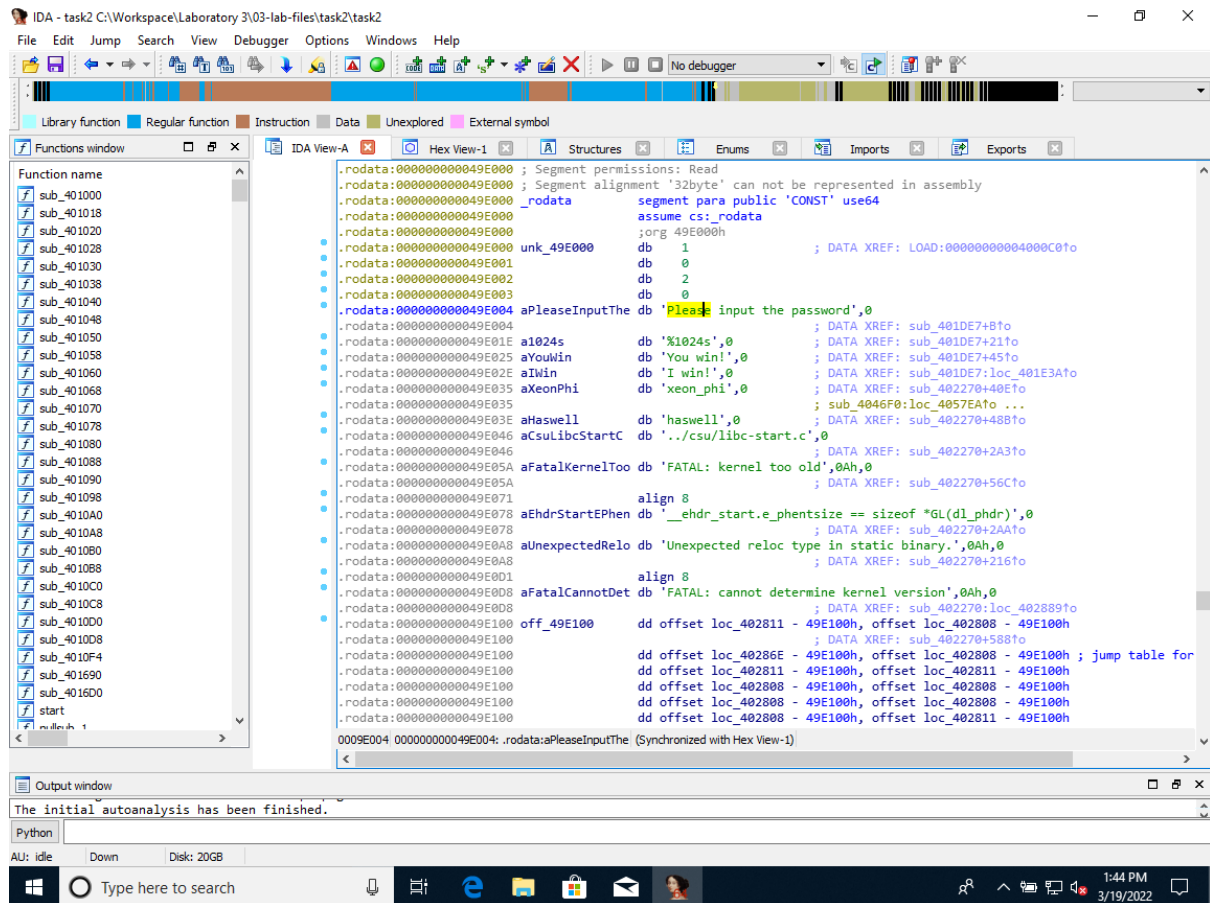 IDA - task2 C:\Workspace\Laboratory 3\03-lab-files\task2\task2
File Edit Jump Search View Debugger Options Windows Help
No debugger
Library function Regular function Instruction Data Unexplored External symbol
Functions window IDA View-A Hex View-1 Structures Enums Imports Exports
Function name
sub_401000
sub_401018
sub_401020
sub_401028
sub_401030
sub_401038
sub_401040
sub_401048
sub_401050
sub_401058
sub_401060
sub_401068
sub_401070
sub_401078
sub_401080
sub_401088
sub_401090
sub_401098
sub_4010A0
sub_4010A8
sub_4010B0
sub_4010B8
sub_4010C0
sub_4010C8
sub_4010D0
sub_4010D8
sub_4010F4
sub_401690
sub_4016D0
start
.rodata:000000000049E000 ; Segment permissions: Read
.rodata:000000000049E000 ; Segment alignment '32byte' can not be represented in assembly
.rodata:000000000049E000 _rodata segment para public 'CONST' use64
.rodata:000000000049E000 assume cs:_rodata
.rodata:000000000049E000 ;org 49E000h
.rodata:000000000049E000 unk_49E000 db 1 ; DATA XREF: LOAD:00000000004000C0↑o
.rodata:000000000049E001 db 0
.rodata:000000000049E002 db 2
.rodata:000000000049E003 db 0
.rodata:000000000049E004 aPleaseInputThe db 'Please input the password',0
.rodata:000000000049E004 ; DATA XREF: sub_401DE7+B↑o
.rodata:000000000049E01E a1024s db '%1024s',0 ; DATA XREF: sub_401DE7+21↑o
.rodata:000000000049E025 aYouWin db 'You win!',0 ; DATA XREF: sub_401DE7+45↑o
.rodata:000000000049E02E aIWin db 'I win!',0 ; DATA XREF: sub_401DE7:loc_401E3A↑o
.rodata:000000000049E035 aXeonPhi db 'xeon_phi',0 ; DATA XREF: sub_402270+40E↑o
.rodata:000000000049E035 ; sub_4046F0:loc_4057EA↑o ...
.rodata:000000000049E03E aHaswell db 'haswell',0 ; DATA XREF: sub_402270+48B↑o
.rodata:000000000049E046 aCsuLibcStartC db '../csu/libc-start.c',0
.rodata:000000000049E046 ; DATA XREF: sub_402270+2A3↑o
.rodata:000000000049E05A aFatalKernelToo db 'FATAL: kernel too old',0Ah,0
.rodata:000000000049E05A ; DATA XREF: sub_402270+56C↑o
.rodata:000000000049E071 align 8
.rodata:000000000049E078 aEhdrStartEPhen db '__ehdr_start.e_phentsize == sizeof *GL(dl_phdr)',0
.rodata:000000000049E078 ; DATA XREF: sub_402270+2AA↑o
.rodata:000000000049E0A8 aUnexpectedRelo db 'Unexpected reloc type in static binary.',0Ah,0
.rodata:000000000049E0A8 ; DATA XREF: sub_402270+216↑o
.rodata:000000000049E0D1 align 8
.rodata:000000000049E0D8 aFatalCannotDet db 'FATAL: cannot determine kernel version',0Ah,0
.rodata:000000000049E0D8 ; DATA XREF: sub_402270:loc_402889↑o
.rodata:000000000049E100 off_49E100 dd offset loc_402811 - 49E100h, offset loc_402808 - 49E100h
.rodata:000000000049E100 ; DATA XREF: sub_402270+588↑o
.rodata:000000000049E100 dd offset loc_40286E - 49E100h, offset loc_402808 - 49E100h ; jump table for
.rodata:000000000049E100 dd offset loc_402811 - 49E100h, offset loc_402811 - 49E100h
.rodata:000000000049E100 dd offset loc_402808 - 49E100h, offset loc_402808 - 49E100h
.rodata:000000000049E100 dd offset loc_402808 - 49E100h, offset loc_402808 - 49E100h
.rodata:000000000049E100 dd offset loc_402808 - 49E100h, offset loc_402811 - 49E100h
0009E004 000000000049E004: .rodata:aPleaseInputThe (Synchronized with Hex View-1)
Output window
The initial autoanalysis has been finished.
Python
AU: idle Down Disk: 20GB
Type here to search
1:44 PM
3/19/2022